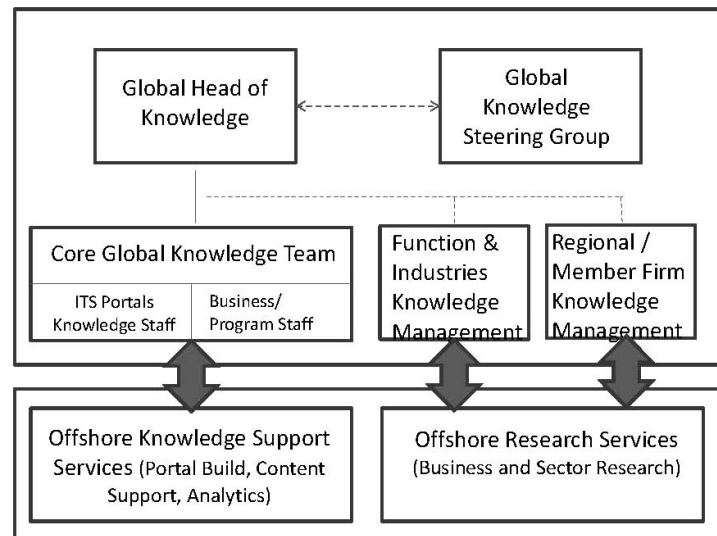 Global Head of
Knowledge
Global
Knowledge
Steering Group
Core Global Knowledge Team
ITS Portals
Knowledge Staff
Business/
Program Staff
Function &
Industries
Knowledge
Management
Regional /
Member Firm
Knowledge
Management
Offshore Knowledge Support
Services (Portal Build, Content
Support, Analytics)
Offshore Research Services
(Business and Sector Research)